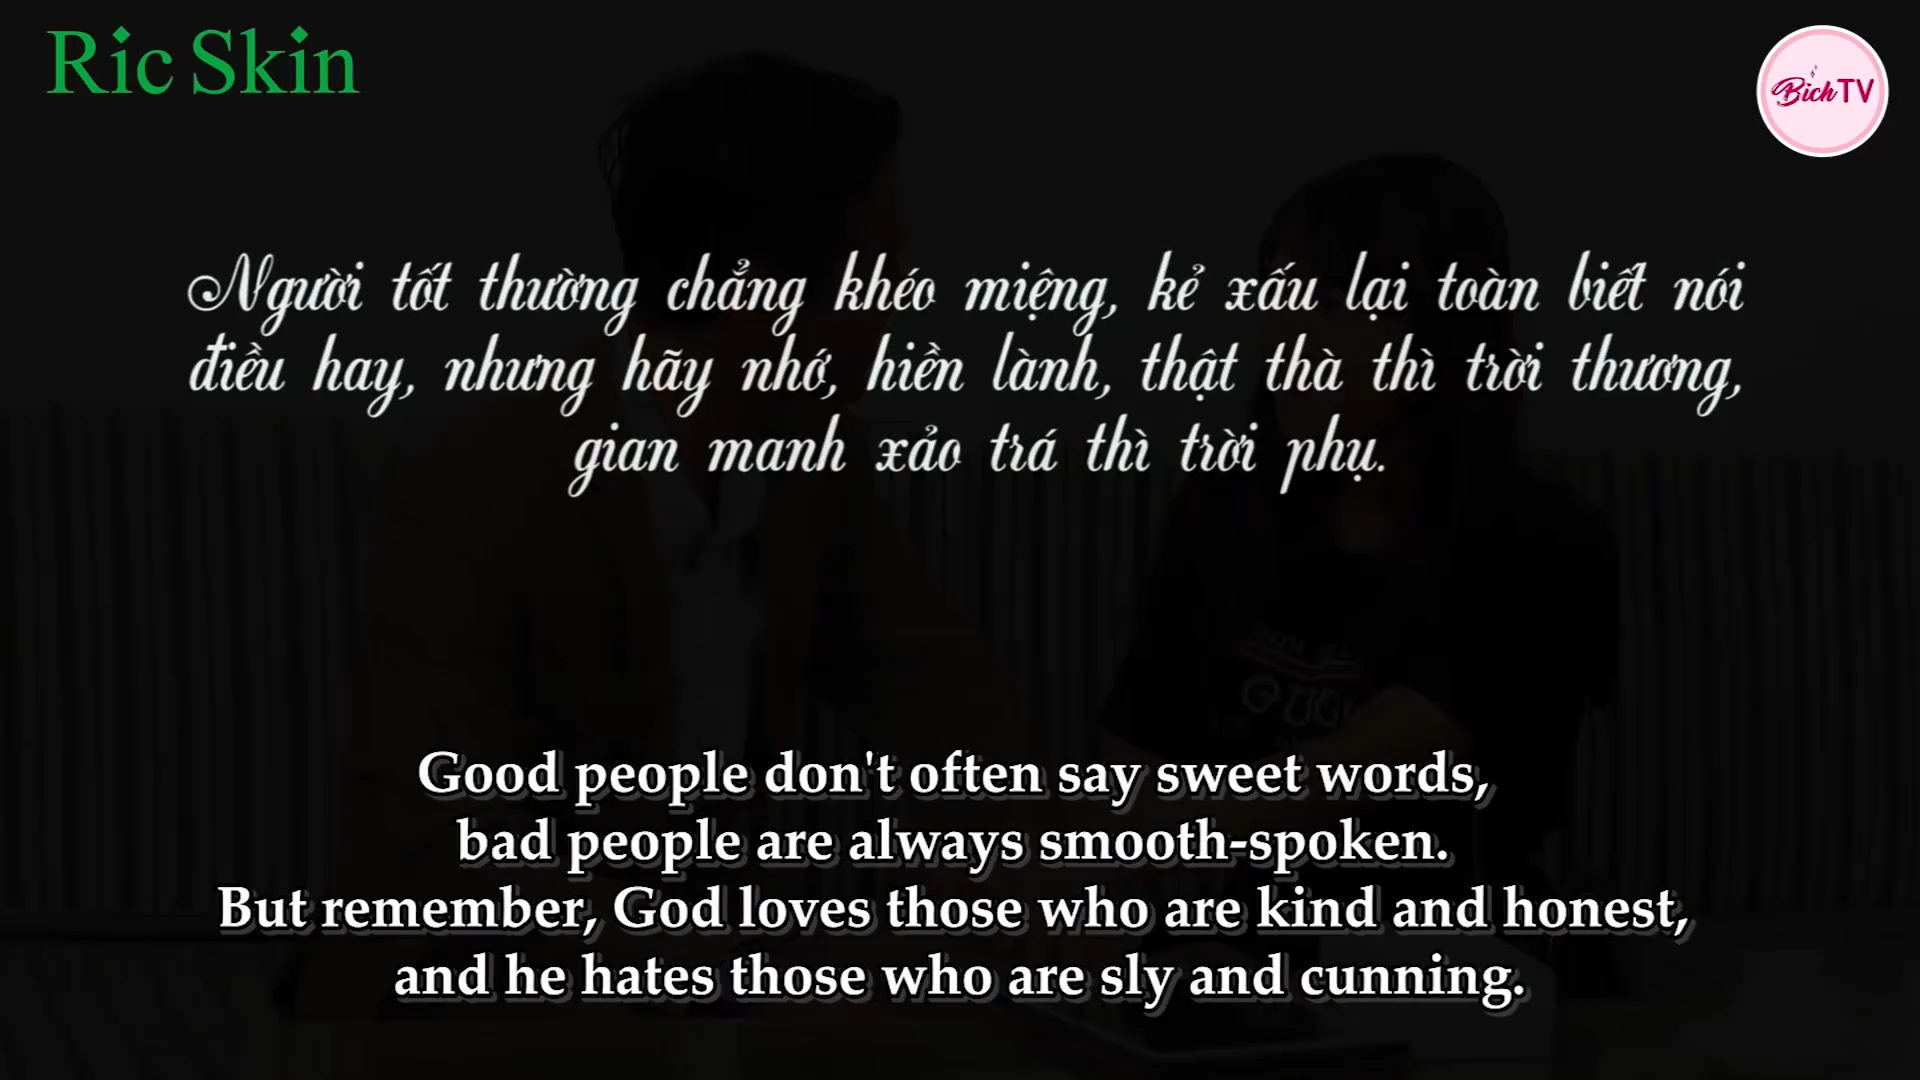 Ric Skin
BichTV
Người tốt thường chẳng khéo miệng, kẻ xấu lại toàn biết nói
điều hay, nhưng hãy nhớ, hiền lành, thật thà thì trời thương,
gian manh xảo trá thì trời phụ.
Good people don't often say sweet words,
bad people are always smooth-spoken.
But remember, God loves those who are kind and honest,
and he hates those who are sly and cunning.